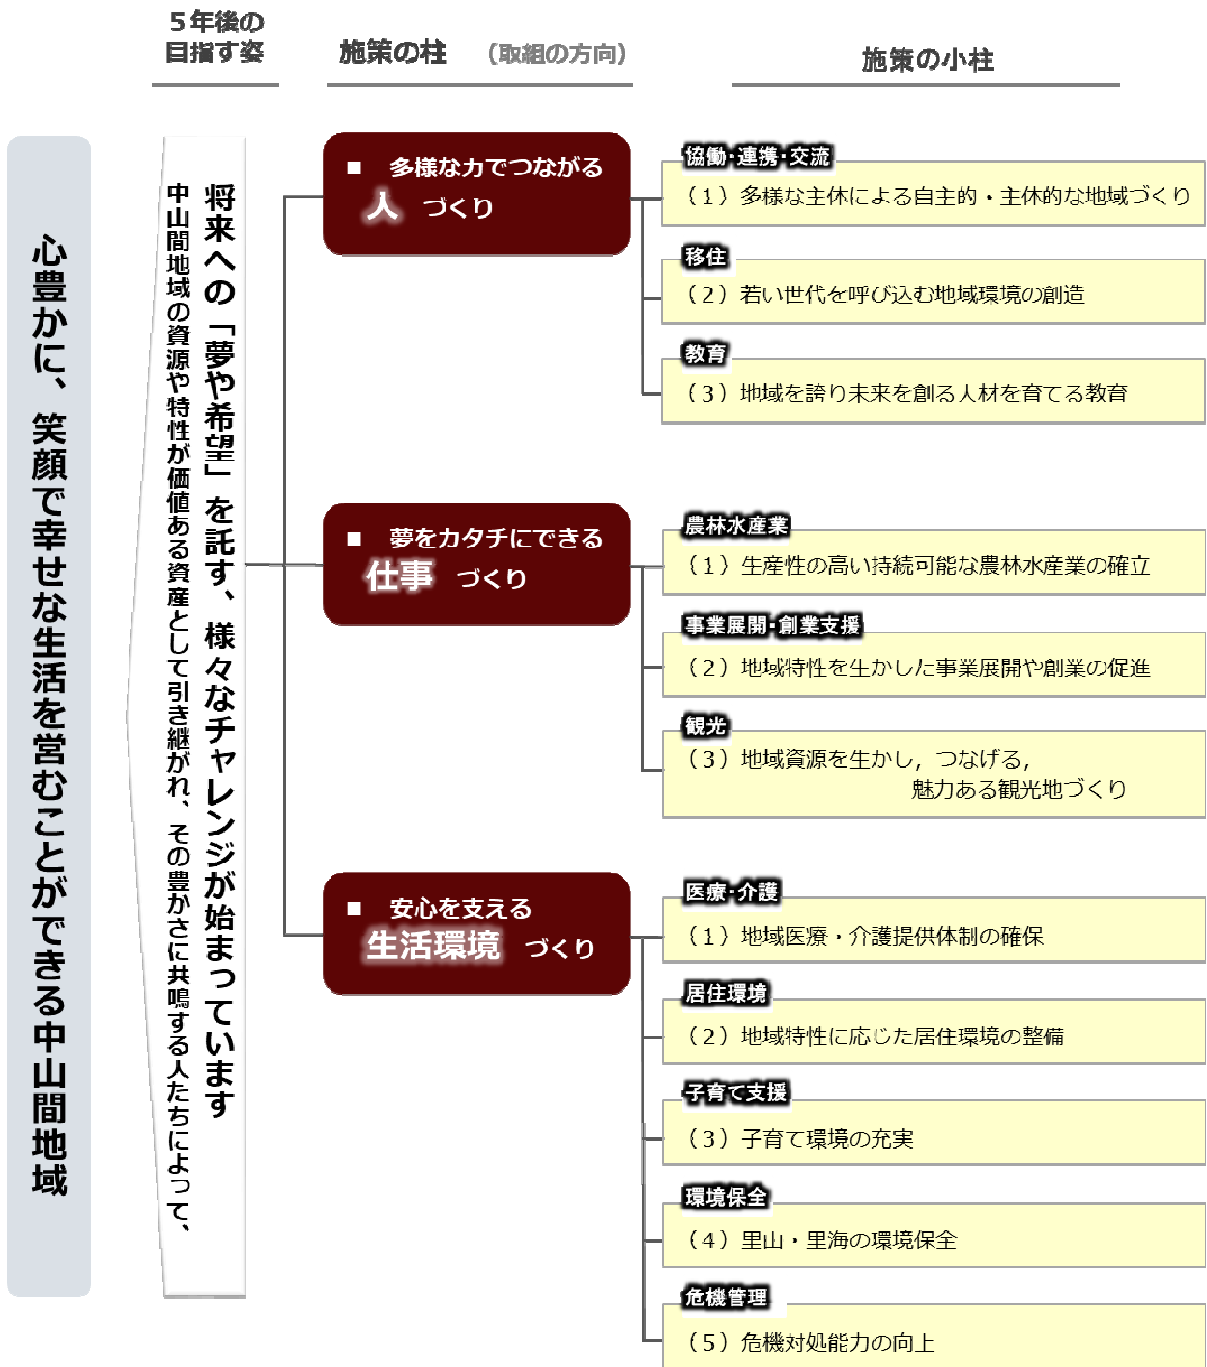 ５年後の
目指す姿
施策の柱　（取組の方向）
施策の小柱
心豊かに、笑顔で幸せな生活を営むことができる中山間地域
中山間地域の資源や特性が価値ある資産として引き継がれ、その豊かさに共鳴する人たちによって、
将来への「夢や希望」を託す、様々なチャレンジが始まっています
■　多様な力でつながる
人　づくり
協働・連携・交流
（１）多様な主体による自主的・主体的な地域づくり
移住
（２）若い世代を呼び込む地域環境の創造
教育
（３）地域を誇り未来を創る人材を育てる教育
■　夢をカタチにできる
仕事　づくり
農林水産業
（１）生産性の高い持続可能な農林水産業の確立
事業展開・創業支援
（２）地域特性を生かした事業展開や創業の促進
観光
（３）地域資源を生かし，つなげる，
魅力ある観光地づくり
■　安心を支える
生活環境　づくり
医療・介護
（１）地域医療・介護提供体制の確保
居住環境
（２）地域特性に応じた居住環境の整備
子育て支援
（３）子育て環境の充実
環境保全
（４）里山・里海の環境保全
危機管理
（５）危機対処能力の向上